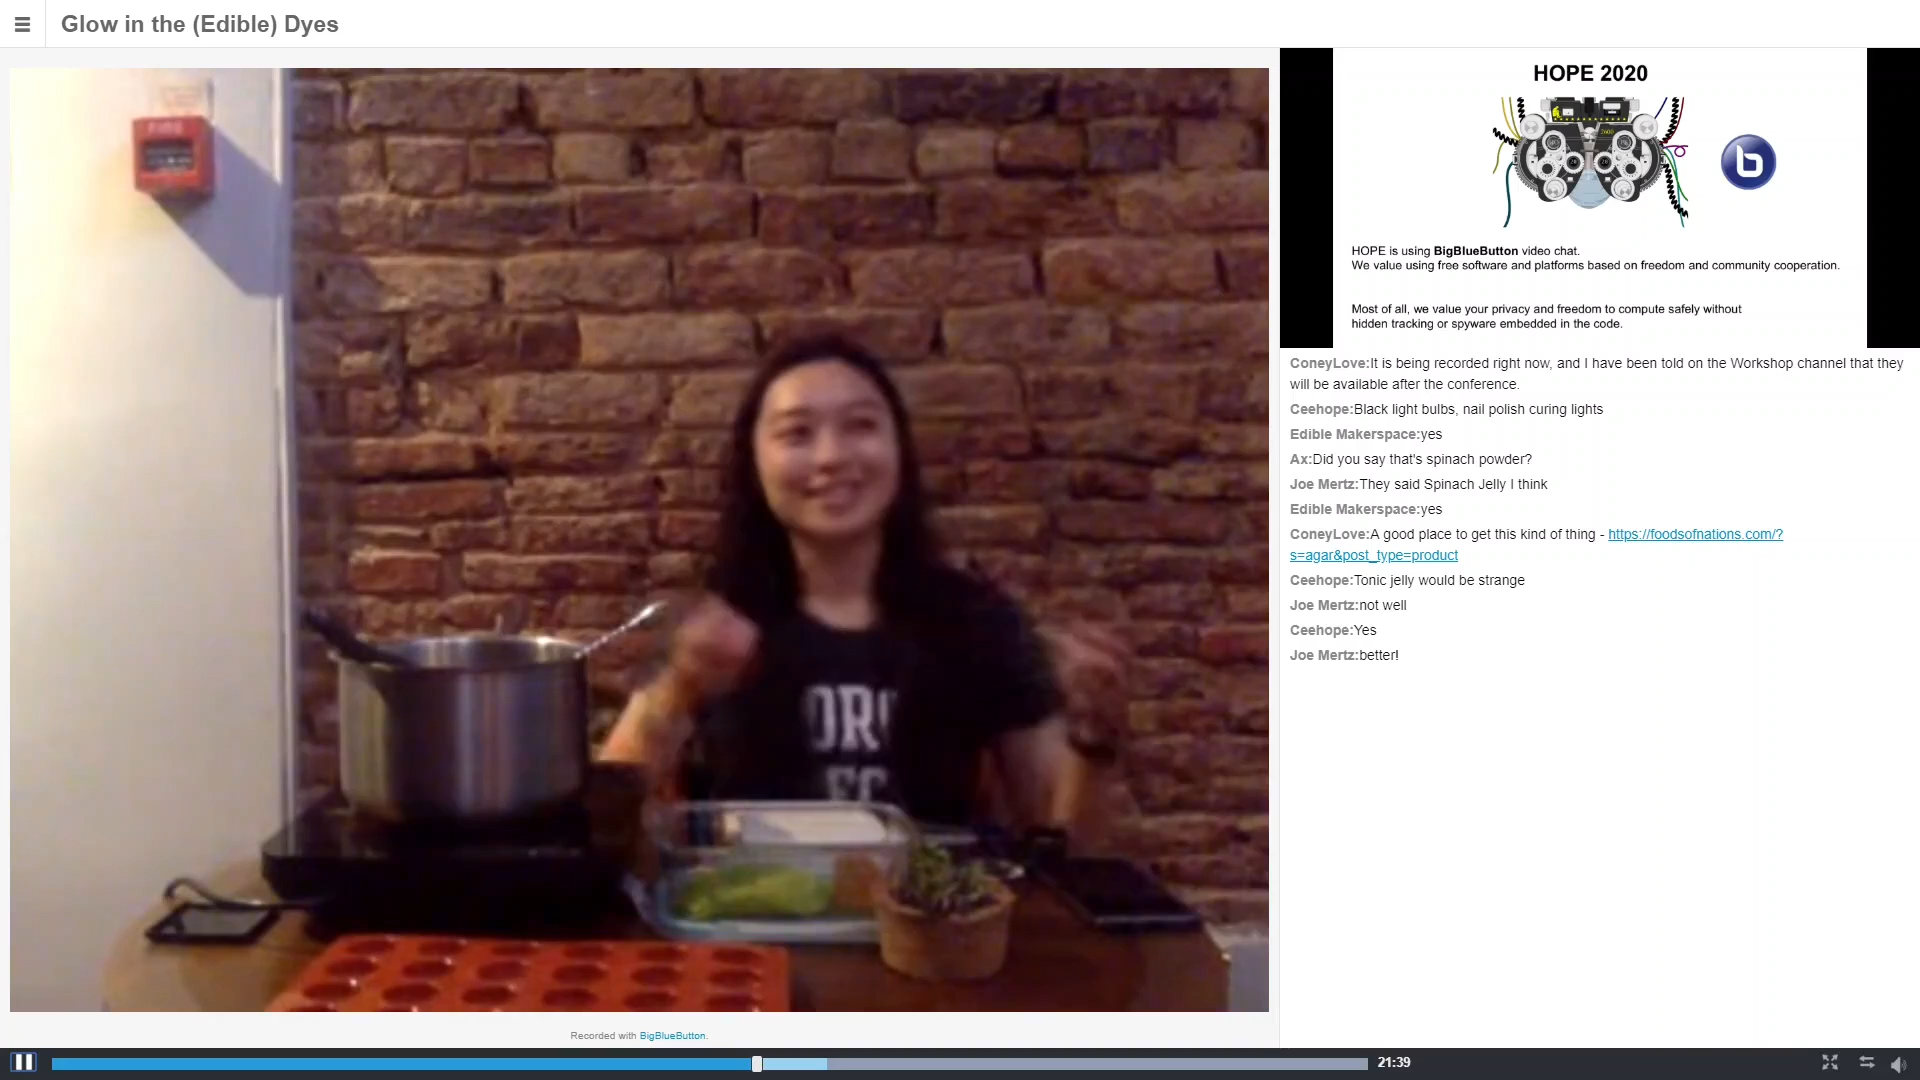 Glow in the (Edible) Dyes
HOPE 2020
2600
HOPE is using BigBlueButton video chat.
We value using free software and platforms based on freedom and community cooperation.
Most of all, we value your privacy and freedom to compute safely without
hidden tracking or spyware embedded in the code.
ConeyLove:It is being recorded right now, and I have been told on the Workshop channel that they
will be available after the conference.
Ceehope:Black light bulbs, nail polish curing lights
Edible Makerspace:yes
Ax:Did you say that's spinach powder?
Joe Mertz:They said Spinach Jelly I think
Edible Makerspace:yes
ConeyLove:A good place to get this kind of thing - https://foodsofnations.com/?
s=agar&post_type=product
Ceehope:Tonic jelly would be strange
Joe Mertz:not well
Ceehope:Yes
Joe Mertz:better!
Recorded with BigBlueButton.
21:39